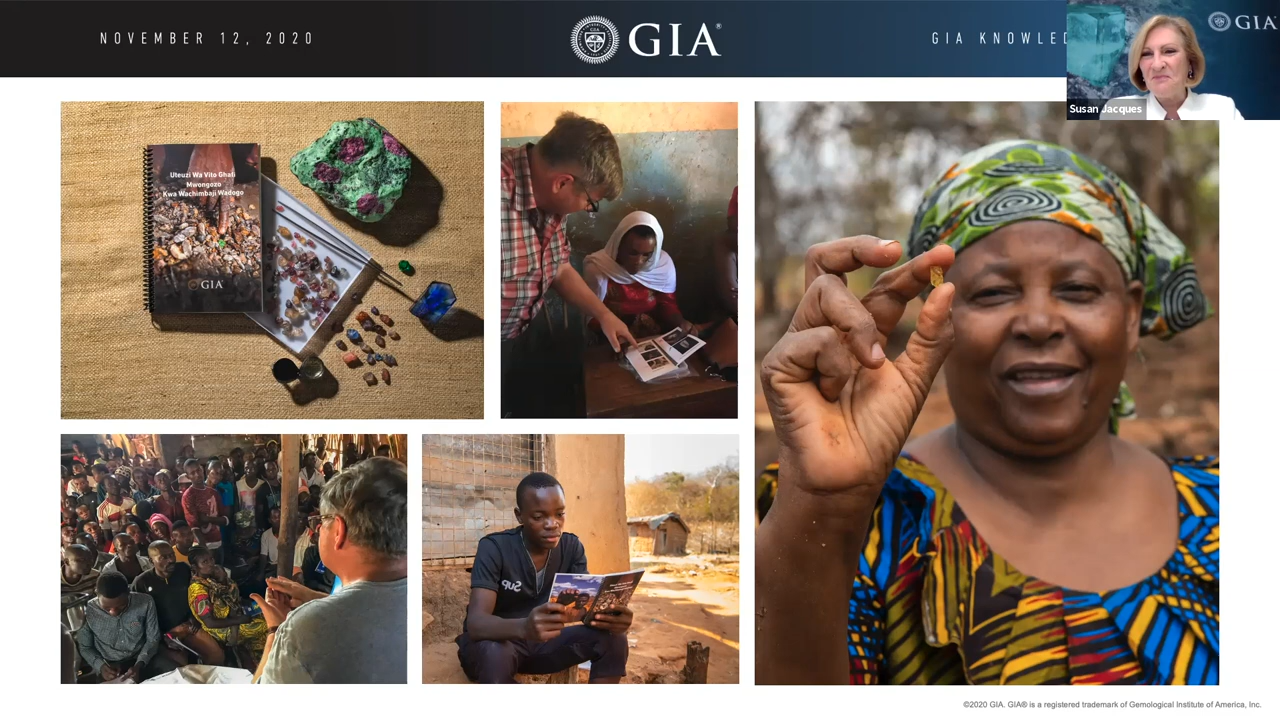 NOVEMBER 12, 2020
GIA®
GIA KNOWLED
GIA
Susan Jacques
Uteuzi Wa Vito Ghali
Mwongozo
Kwa Wachimbaji Wadogo
GIA
©2020 GIA. GIA® is a registered trademark of Gemological Institute of America, Inc.